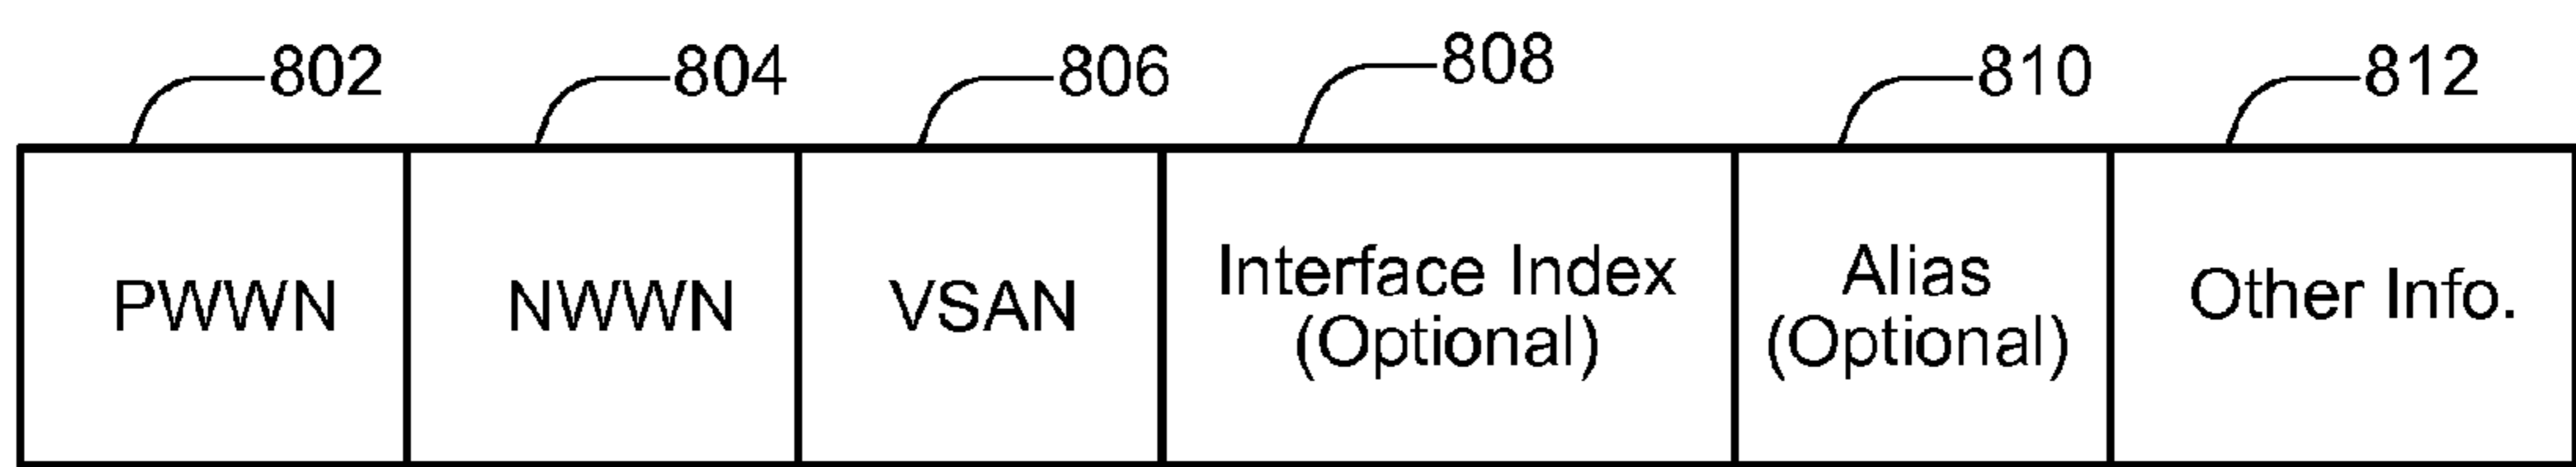 802 804 806 808 810 812
PWWN NWWN VSAN Interface Index (Optional) Alias (Optional) Other Info.